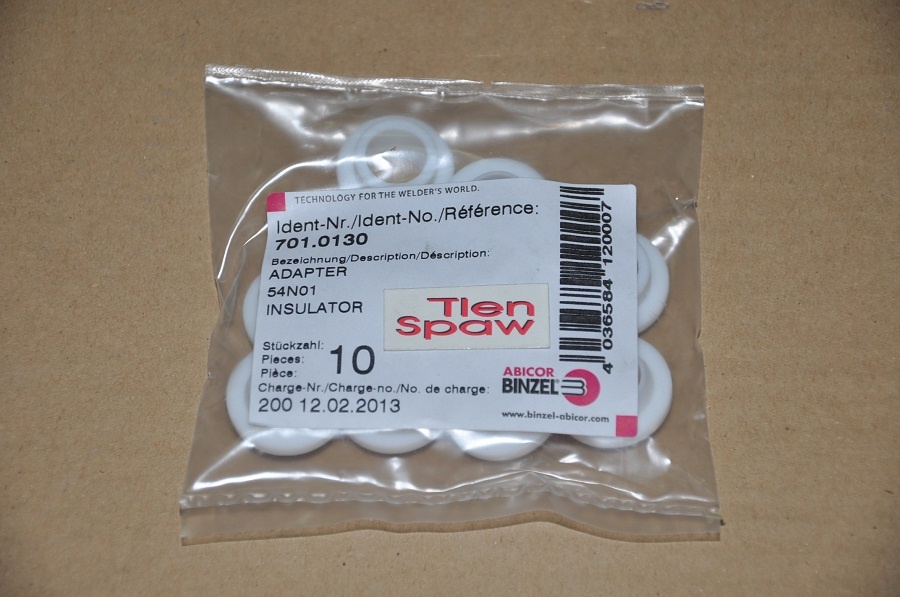 TECHNOLOGY FOR THE WELDER'S WORLD.
Ident-Nr./Ident-No./Référence:
701.0130
Bezeichnung/Description/Déscription:
ADAPTER
54N01
INSULATOR
Tlen
Spaw
Stückzahl:
Pieces:
Pièce:
10
Charge-Nr./Charge-no./No. de charge:
200 12.02.2013
4 036584 120007
ABICOR
BINZEL
www.binzel-abicor.com